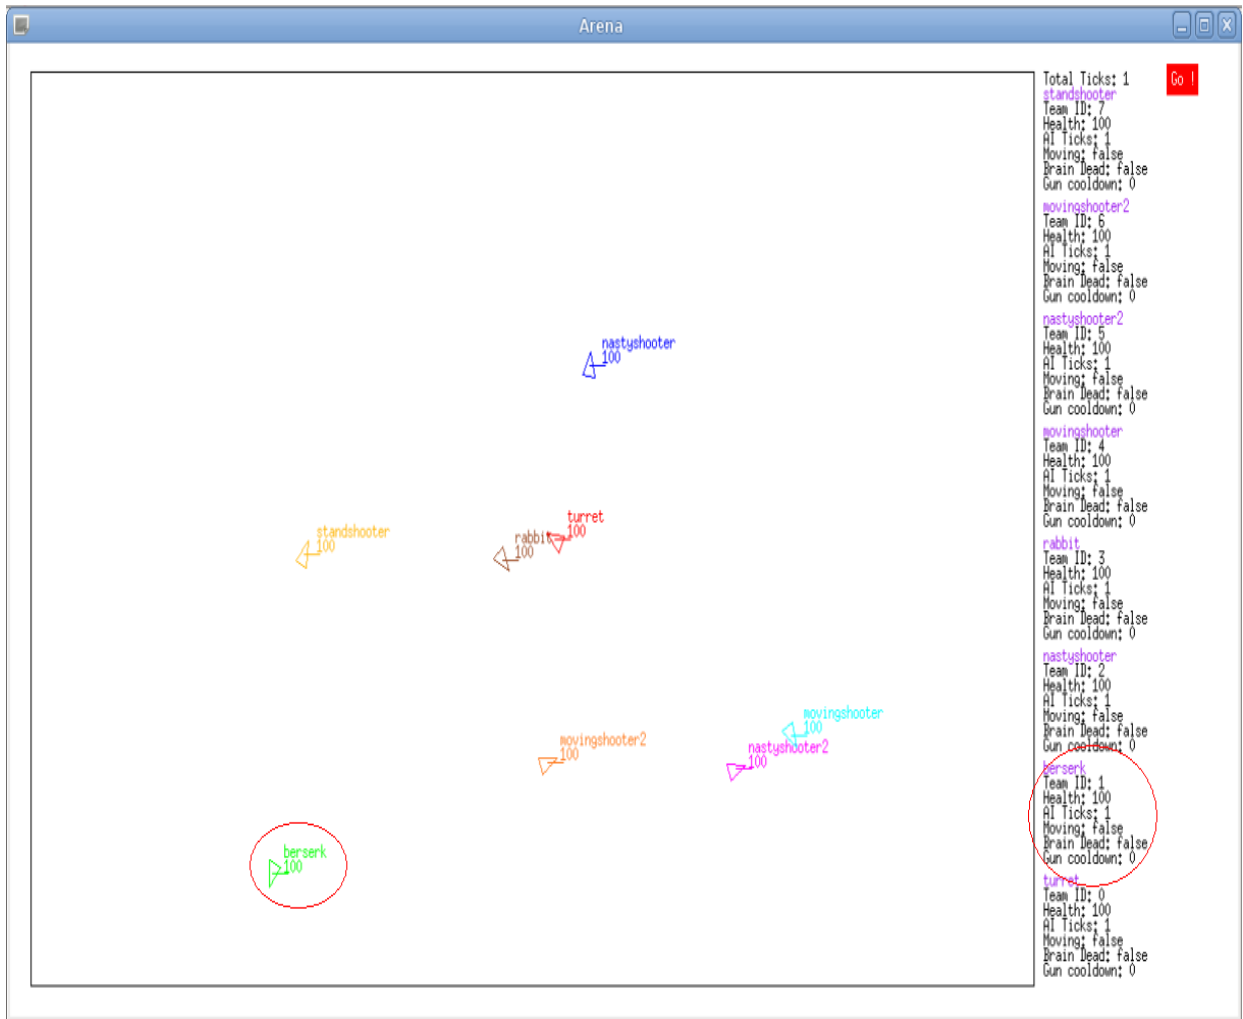 Arena
Total Ticks: 1
Go !
standshooter
Team ID: 7
Health: 100
AI Ticks: 1
Moving: false
Brain Dead: false
Gun cooldown: 0
movingshooter2
Team ID: 6
Health: 100
AI Ticks: 1
Moving: false
Brain Dead: false
Gun cooldown: 0
nastyshooter2
Team ID: 5
Health: 100
AI Ticks: 1
Moving: false
Brain Dead: false
Gun cooldown: 0
movingshooter
Team ID: 4
Health: 100
AI Ticks: 1
Moving: false
Brain Dead: false
Gun cooldown: 0
rabbit
Team ID: 3
Health: 100
AI Ticks: 1
Moving: false
Brain Dead: false
Gun cooldown: 0
nastyshooter
Team ID: 2
Health: 100
AI Ticks: 1
Moving: false
Brain Dead: false
Gun cooldown: 0
berserk
Team ID: 1
Health: 100
AI Ticks: 1
Moving: false
Brain Dead: false
Gun cooldown: 0
turret
Team ID: 0
Health: 100
AI Ticks: 1
Moving: false
Brain Dead: false
Gun cooldown: 0
nastyshooter
100
turret
100
standshooter
100
rabbit
100
movingshooter
100
movingshooter2
100
nastyshooter2
100
berserk
100